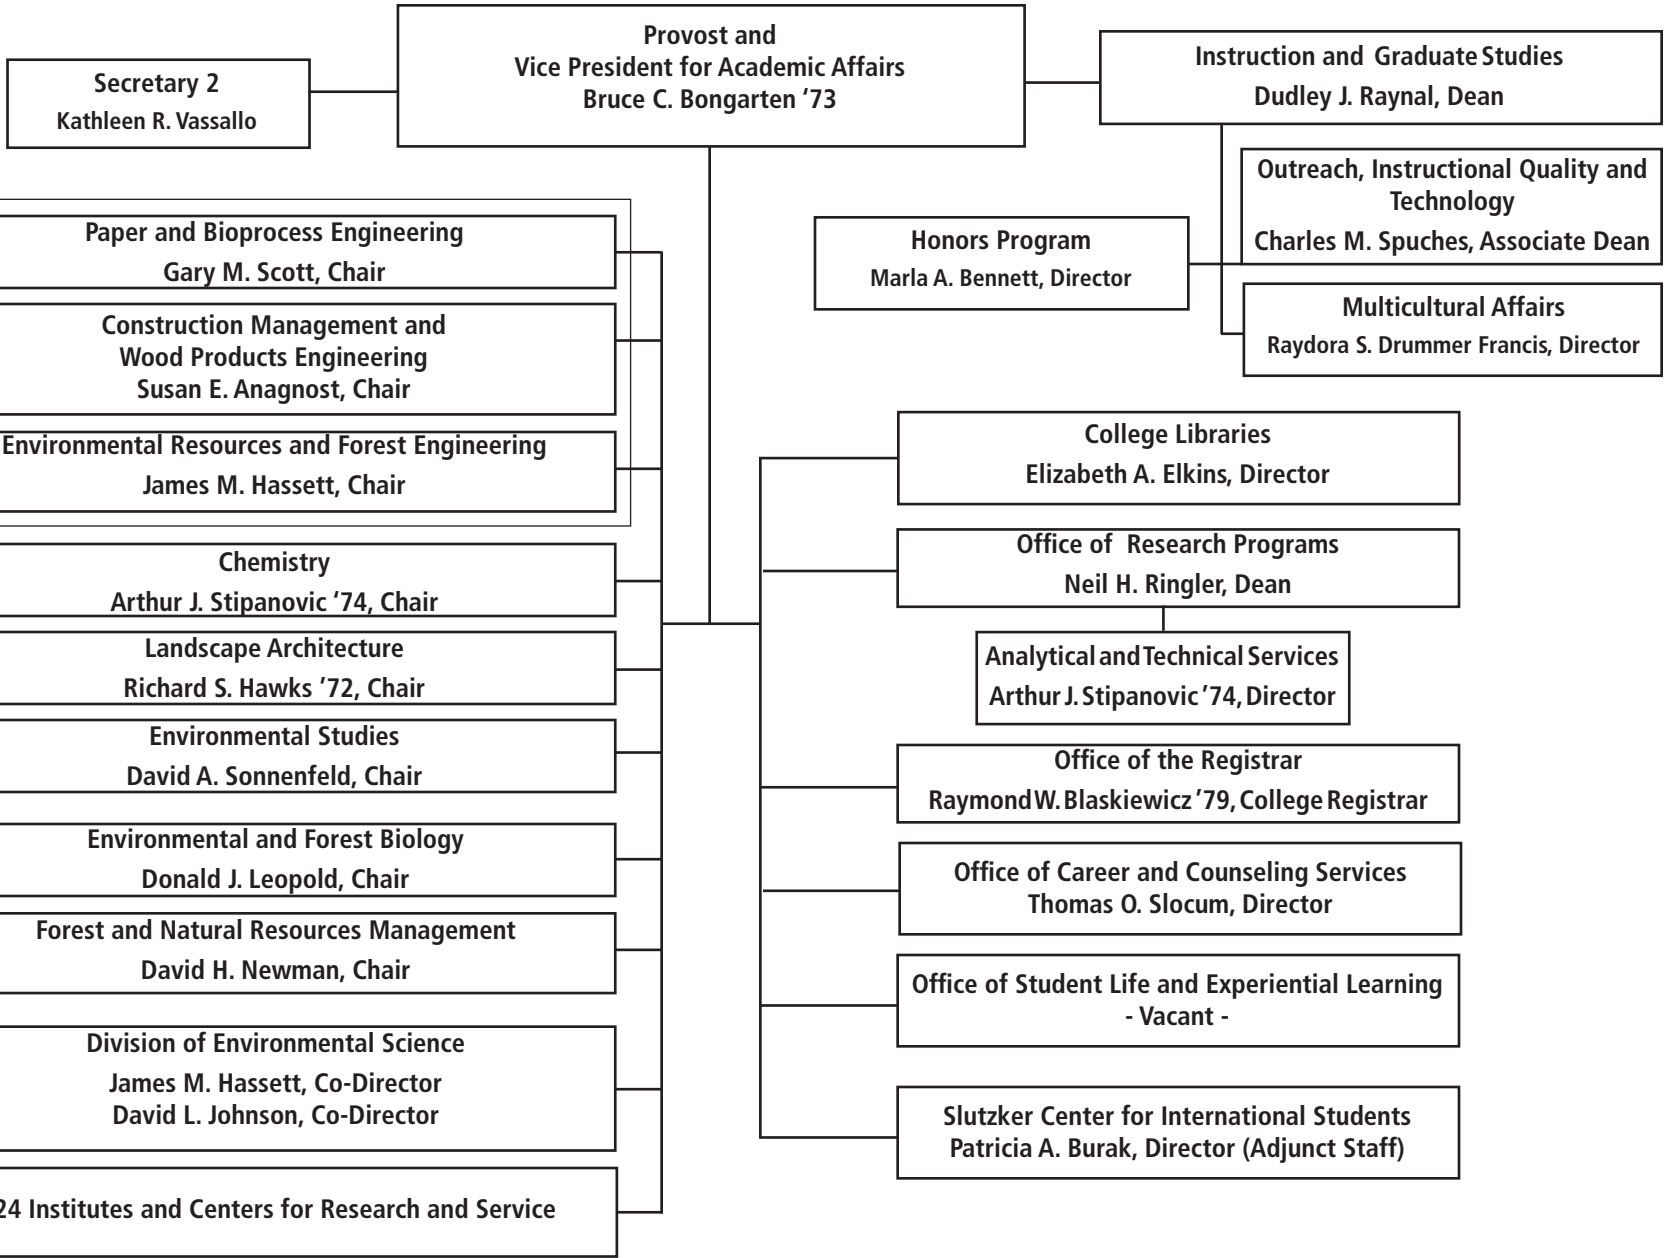 Provost and
Vice President for Academic Affairs
Bruce C. Bongarten ‘73
Secretary 2
Kathleen R. Vassallo
Instruction and Graduate Studies
Dudley J. Raynal, Dean
Outreach, Instructional Quality and
Technology
Charles M. Spuches, Associate Dean
Honors Program
Marla A. Bennett, Director
Multicultural Affairs
Raydora S. Drummer Francis, Director
Paper and Bioprocess Engineering
Gary M. Scott, Chair
Construction Management and
Wood Products Engineering
Susan E. Anagnost, Chair
Environmental Resources and Forest Engineering
James M. Hassett, Chair
Chemistry
Arthur J. Stipanovic ‘74, Chair
Landscape Architecture
Richard S. Hawks ’72, Chair
Environmental Studies
David A. Sonnenfeld, Chair
Environmental and Forest Biology
Donald J. Leopold, Chair
Forest and Natural Resources Management
David H. Newman, Chair
Division of Environmental Science
James M. Hassett, Co-Director
David L. Johnson, Co-Director
24 Institutes and Centers for Research and Service
College Libraries
Elizabeth A. Elkins, Director
Office of Research Programs
Neil H. Ringler, Dean
Analytical and Technical Services
Arthur J. Stipanovic ’74, Director
Office of the Registrar
Raymond W. Blaskiewicz ’79, College Registrar
Office of Career and Counseling Services
Thomas O. Slocum, Director
Office of Student Life and Experiential Learning
- Vacant -
Slutzker Center for International Students
Patricia A. Burak, Director (Adjunct Staff)